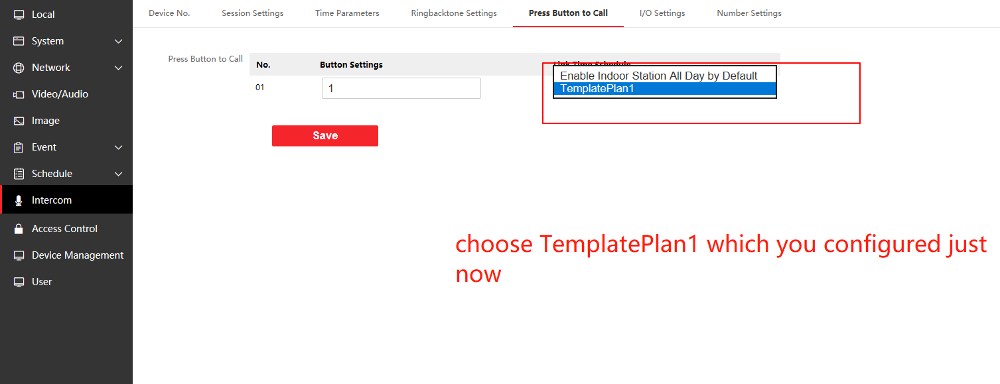 Local
System
Network
Video/Audio
Image
Event
Schedule
Intercom
Access Control
Device Management
User
Device No.
Session Settings
Time Parameters
Ringbacktone Settings
Press Button to Call
I/O Settings
Number Settings
Press Button to Call
No.
Button Settings
Link Time Schedule
01
1
Enable Indoor Station All Day by Default
TemplatePlan1
Save
choose TemplatePlan1 which you configured just
now